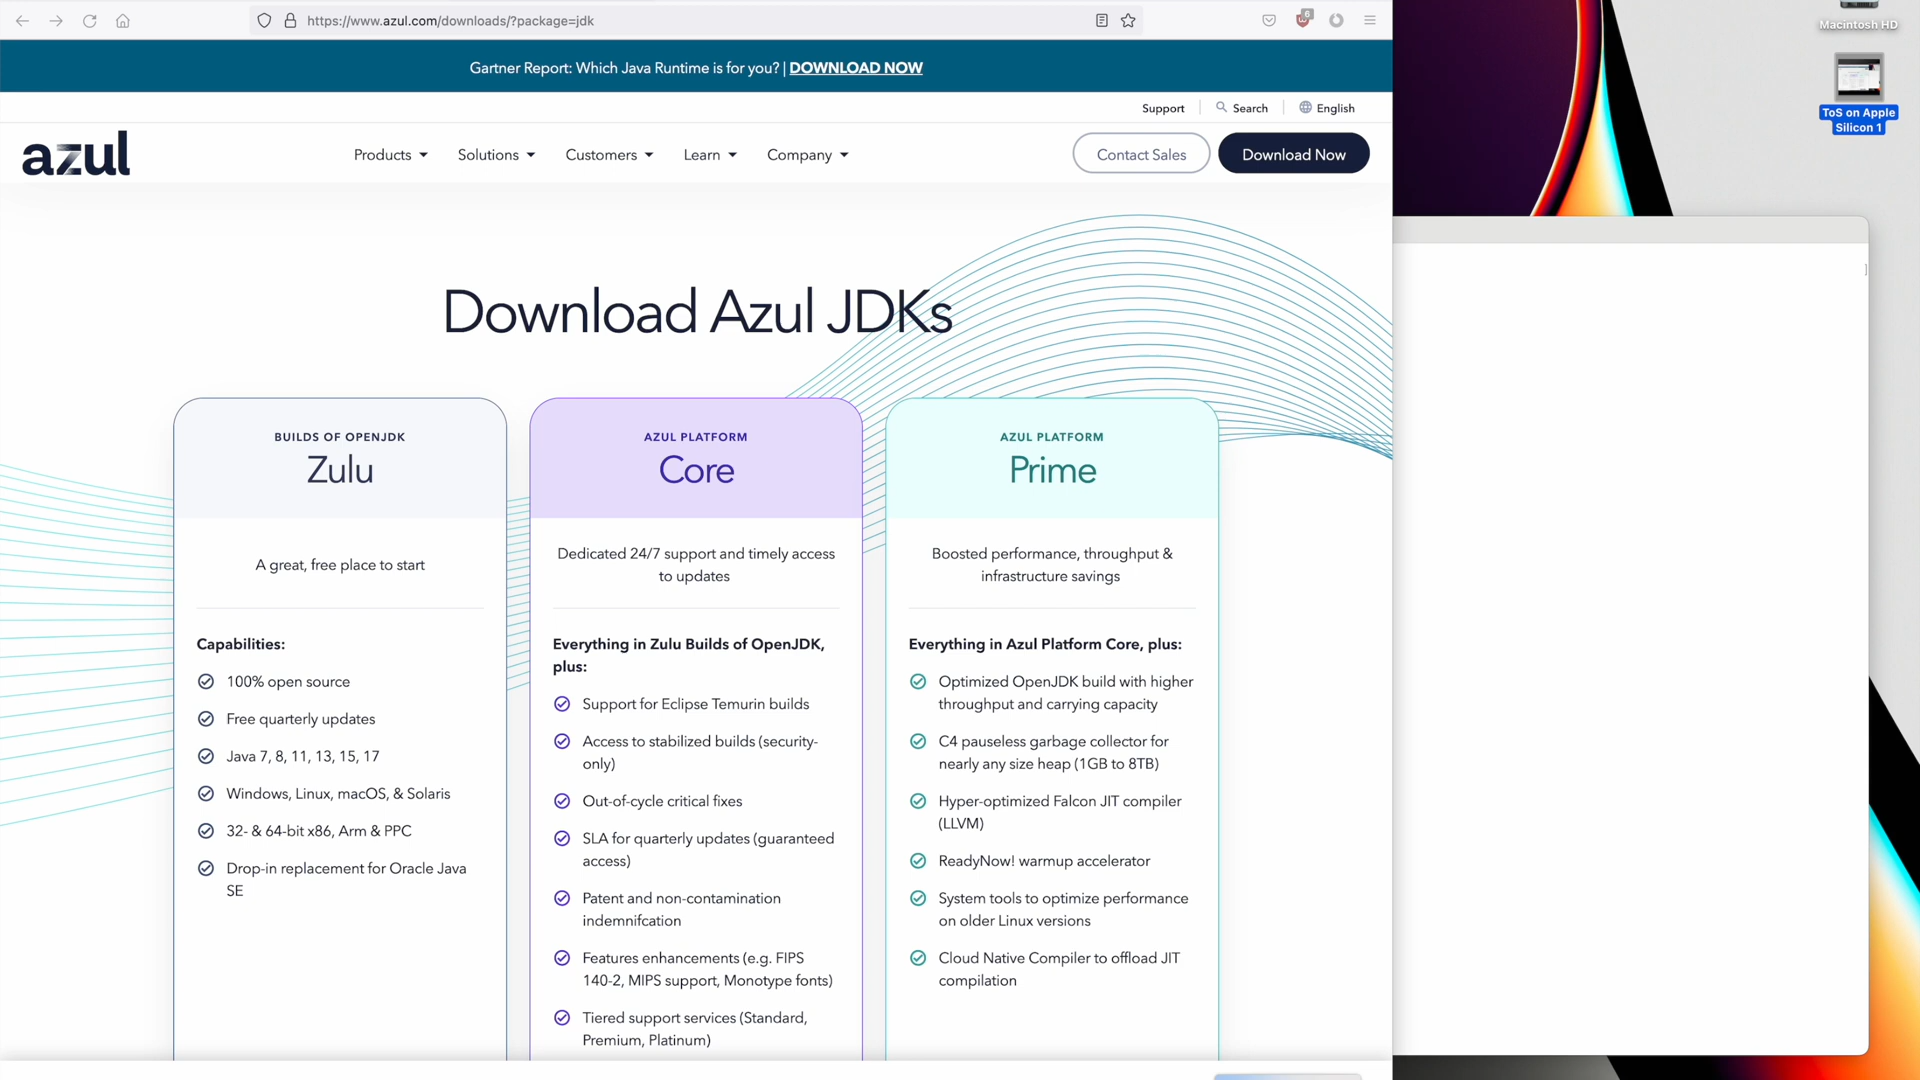 https://www.azul.com/downloads/?package=jdk
6
Macintosh HD
ToS on Apple
Silicon 1
Gartner Report: Which Java Runtime is for you? | DOWNLOAD NOW
Support
Search
English
azul
Products
Solutions
Customers
Learn
Company
Contact Sales
Download Now
Download Azul JDKs
BUILDS OF OPENJDK
Zulu
A great, free place to start
Capabilities:
100% open source
Free quarterly updates
Java 7, 8, 11, 13, 15, 17
Windows, Linux, macOS, & Solaris
32- & 64-bit x86, Arm & PPC
Drop-in replacement for Oracle Java
SE
AZUL PLATFORM
Core
Dedicated 24/7 support and timely access
to updates
Everything in Zulu Builds of OpenJDK,
plus:
Support for Eclipse Temurin builds
Access to stabilized builds (security-
only)
Out-of-cycle critical fixes
SLA for quarterly updates (guaranteed
access)
Patent and non-contamination
indemnifcation
Features enhancements (e.g. FIPS
140-2, MIPS support, Monotype fonts)
Tiered support services (Standard,
Premium, Platinum)
AZUL PLATFORM
Prime
Boosted performance, throughput &
infrastructure savings
Everything in Azul Platform Core, plus:
Optimized OpenJDK build with higher
throughput and carrying capacity
C4 pauseless garbage collector for
nearly any size heap (1GB to 8TB)
Hyper-optimized Falcon JIT compiler
(LLVM)
ReadyNow! warmup accelerator
System tools to optimize performance
on older Linux versions
Cloud Native Compiler to offload JIT
compilation